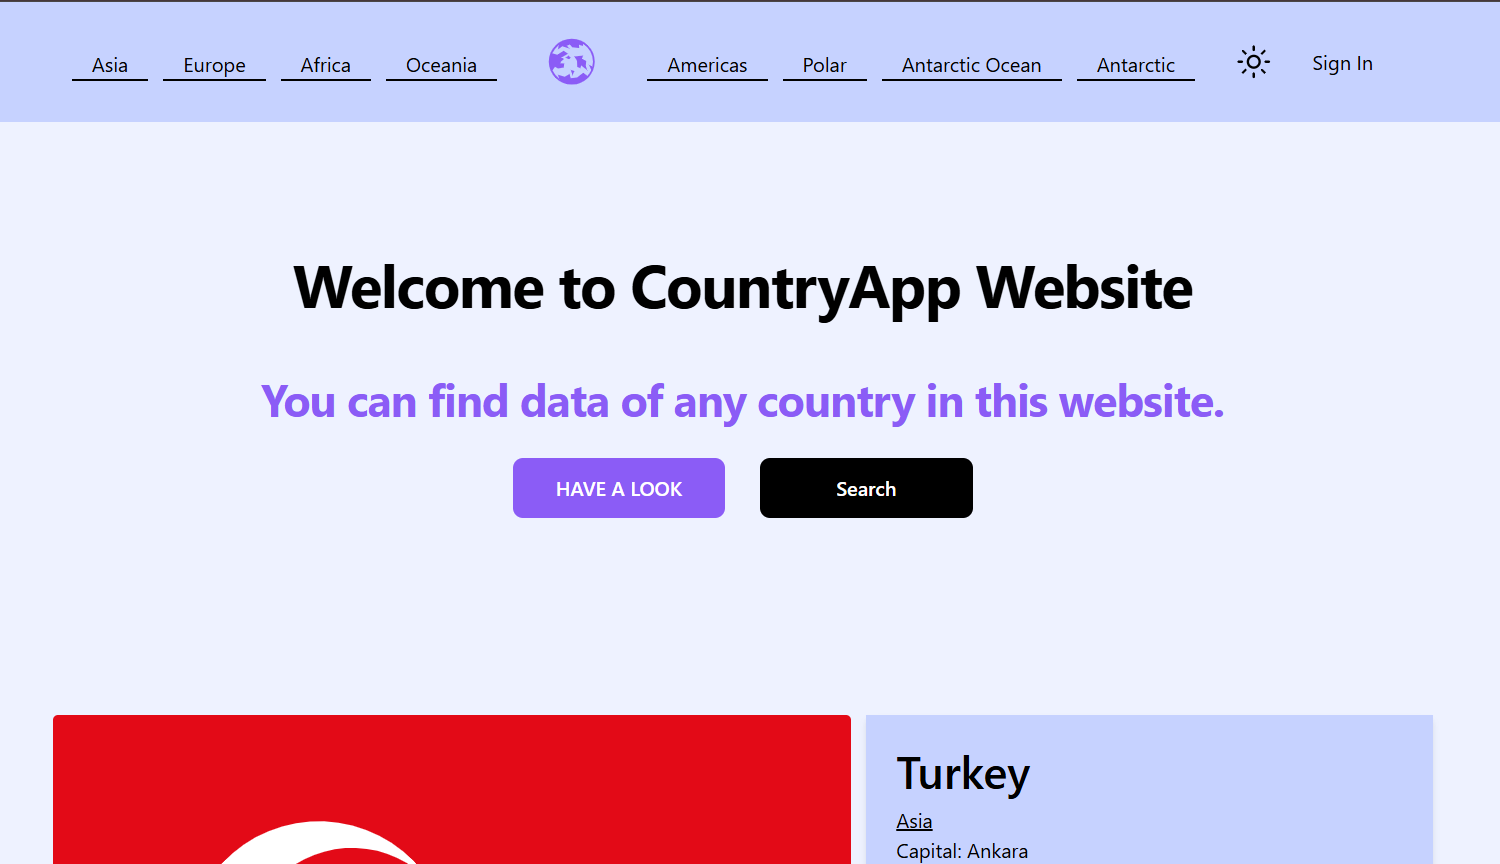 Asia Europe Africa Oceania Americas Polar Antarctic Ocean Antarctic Sign In
Welcome to CountryApp Website
You can find data of any country in this website.
HAVE A LOOK Search
Turkey
Asia
Capital: Ankara